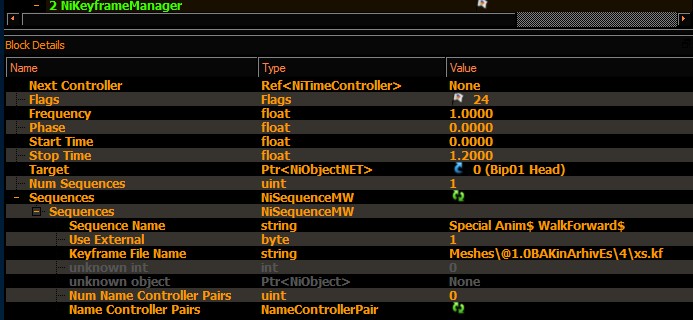 2 NiKeyframeManager
Block Details
Name Type Value
Next Controller Ref<NiTimeController> None
Flags Flags 24
Frequency float 1.0000
Phase float 0.0000
Start Time float 0.0000
Stop Time float 1.2000
Target Ptr<NiObjectNET> 0 (Bip01 Head)
Num Sequences uint 1
Sequences NiSequenceMW
Sequences NiSequenceMW
Sequence Name string Special Anim$ WalkForward$
Use External byte 1
Keyframe File Name string Meshes\@1.0BAKinArhivEs\4\xs.kf
unknown int int 0
unknown object Ptr<NiObject> None
Num Name Controller Pairs uint 0
Name Controller Pairs NameControllerPair